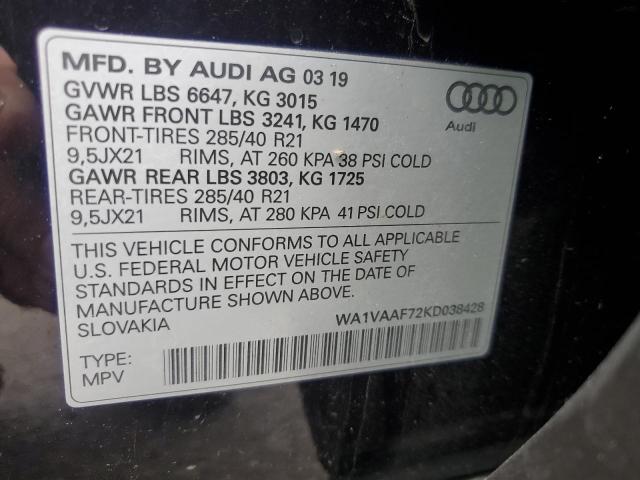 MFD. BY AUDI AG 03 19
GVWR LBS 6647, KG 3015
GAWR FRONT LBS 3241, KG 1470
FRONT-TIRES 285/40 R21
9,5JX21 RIMS, AT 260 KPA 38 PSI COLD
GAWR REAR LBS 3803, KG 1725
REAR-TIRES 285/40 R21
9,5JX21 RIMS, AT 280 KPA 41 PSI COLD
Audi
THIS VEHICLE CONFORMS TO ALL APPLICABLE
U.S. FEDERAL MOTOR VEHICLE SAFETY
STANDARDS IN EFFECT ON THE DATE OF
MANUFACTURE SHOWN ABOVE.
SLOVAKIA
WA1VAAF72KD038428
TYPE:
MPV